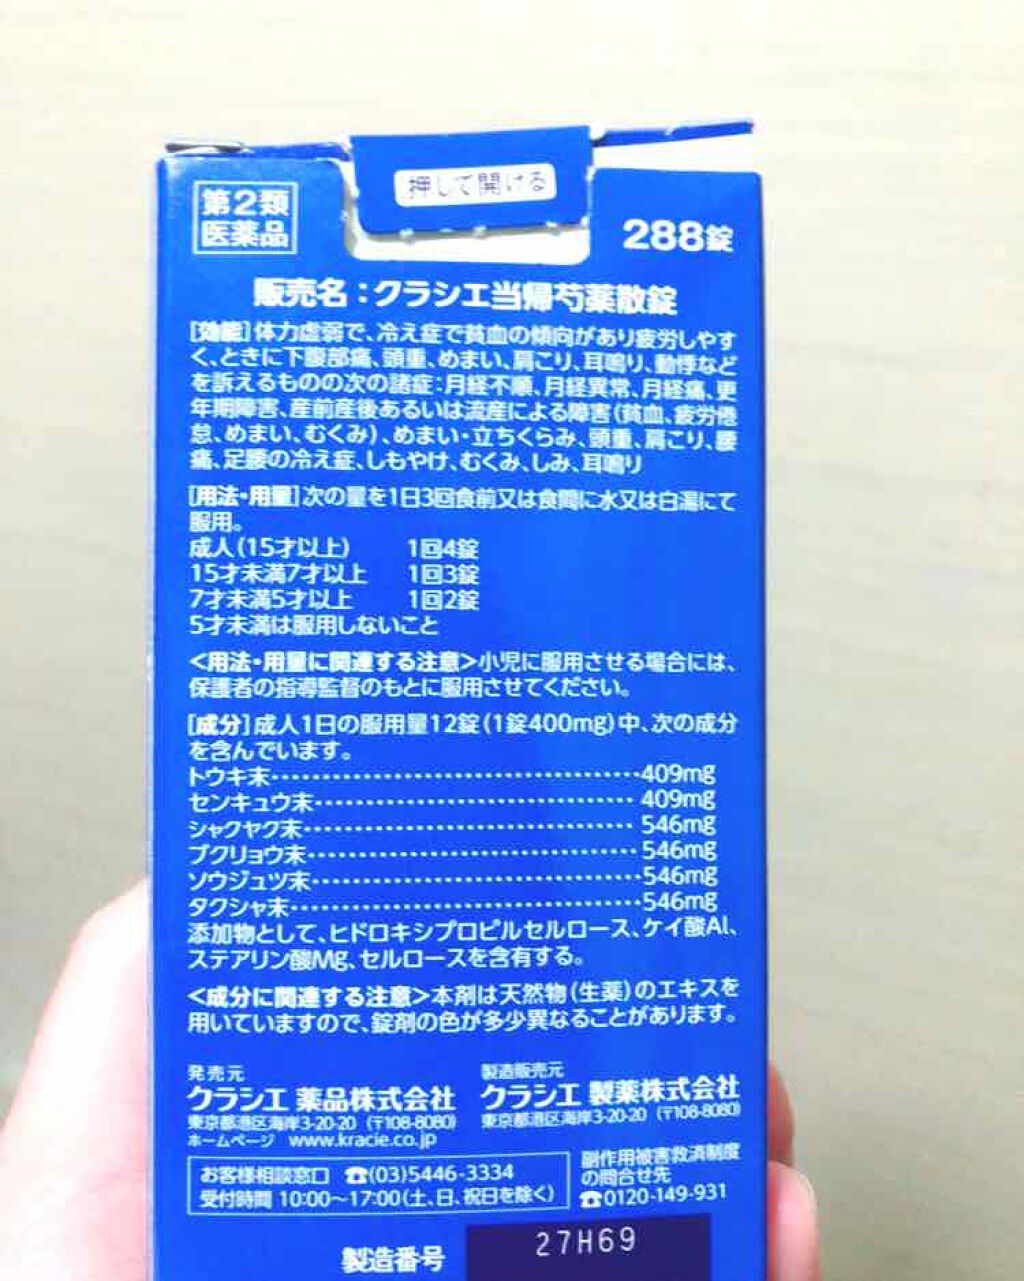 押して開ける
第2類
医薬品
288錠
販売名:クラシエ当帰芍薬散錠
[効能]体力虚弱で、冷え症で貧血の傾向があり疲労しやす
く、ときに下腹部痛、頭重、めまい、肩こり、耳鳴り、動悸など
を訴えるものの次の諸症:月経不順、月経異常、月経痛、更
年期障害、産前産後あるいは流産による障害(貧血、疲労倦
怠、めまい、むくみ)、めまい・立ちくらみ、頭重、肩こり、腰
痛、足腰の冷え症、しもやけ、むくみ、しみ、耳鳴り
[用法・用量]次の量を1日3回食前又は食間に水又は白湯にて
服用。
成人(15才以上) 1回4錠
15才未満7才以上 1回3錠
7才未満5才以上 1回2錠
5才未満は服用しないこと
<用法・用量に関連する注意>小児に服用させる場合には、
保護者の指導監督のもとに服用させてください。
[成分]成人1日の服用量12錠(1錠400mg)中、次の成分
を含んでいます。
トウキ末…………………………………409mg
センキュウ末……………………………409mg
シャクヤク末……………………………546mg
ブクリョウ末……………………………546mg
ソウジュツ末……………………………546mg
タクシャ末………………………………546mg
添加物として、ヒドロキシプロピルセルロース、ケイ酸Al、
ステアリン酸Mg、セルロースを含有する。
<成分に関連する注意>本剤は天然物(生薬)のエキスを
用いていますので、錠剤の色が多少異なることがあります。
発売元
クラシエ 薬品株式会社
東京都港区海岸3-20-20 (〒108-8080)
ホームページ www.kracie.co.jp
製造販売元
クラシエ 製薬株式会社
東京都港区海岸3-20-20 (〒108-8080)
お客様相談窓口 ☎(03)5446-3334
受付時間 10:00~17:00(土、日、祝日を除く)
副作用被害救済制度
の問合せ先
☎0120-149-931
製造番号 27H69